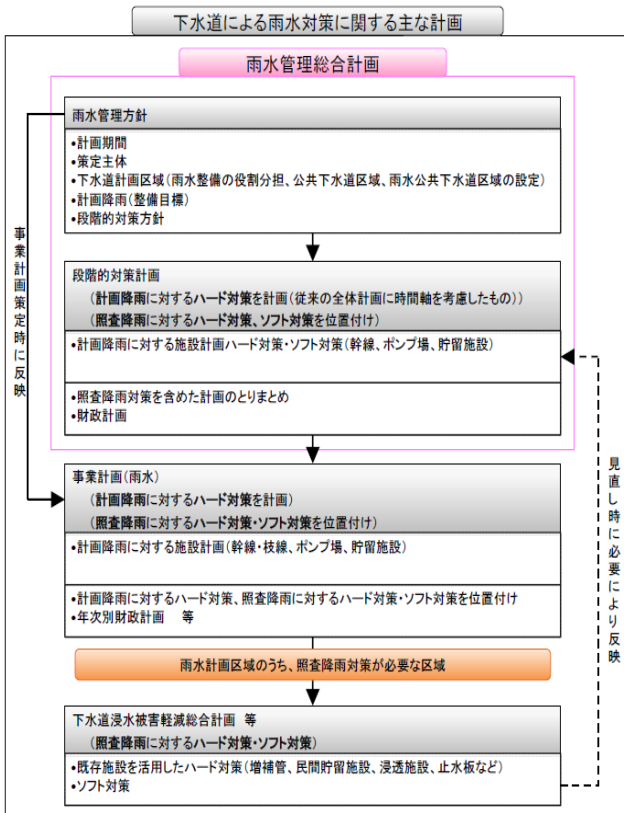 下水道による雨水対策に関する主な計画
雨水管理総合計画
雨水管理方針
•計画期間
•策定主体
•下水道計画区域(雨水整備の役割分担、公共下水道区域、雨水公共下水道区域の設定)
•計画降雨(整備目標)
•段階的対策方針
事業計画策定時に反映
段階的対策計画
(計画降雨に対するハード対策を計画(従来の全体計画に時間軸を考慮したもの))
(照査降雨に対するハード対策、ソフト対策を位置付け)
•計画降雨に対する施設計画ハード対策・ソフト対策(幹線、ポンプ場、貯留施設)
•照査降雨対策を含めた計画のとりまとめ
•財政計画
事業計画(雨水)
(計画降雨に対するハード対策を計画)
(照査降雨に対するハード対策・ソフト対策を位置付け)
•計画降雨に対する施設計画(幹線・枝線、ポンプ場、貯留施設)
•計画降雨に対するハード対策、照査降雨に対するハード対策・ソフト対策を位置付け
•年次別財政計画 等
見直し時に必要により反映
雨水計画区域のうち、照査降雨対策が必要な区域
下水道浸水被害軽減総合計画 等
(照査降雨に対するハード対策・ソフト対策)
•既存施設を活用したハード対策(増補管、民間貯留施設、浸透施設、止水板など)
•ソフト対策